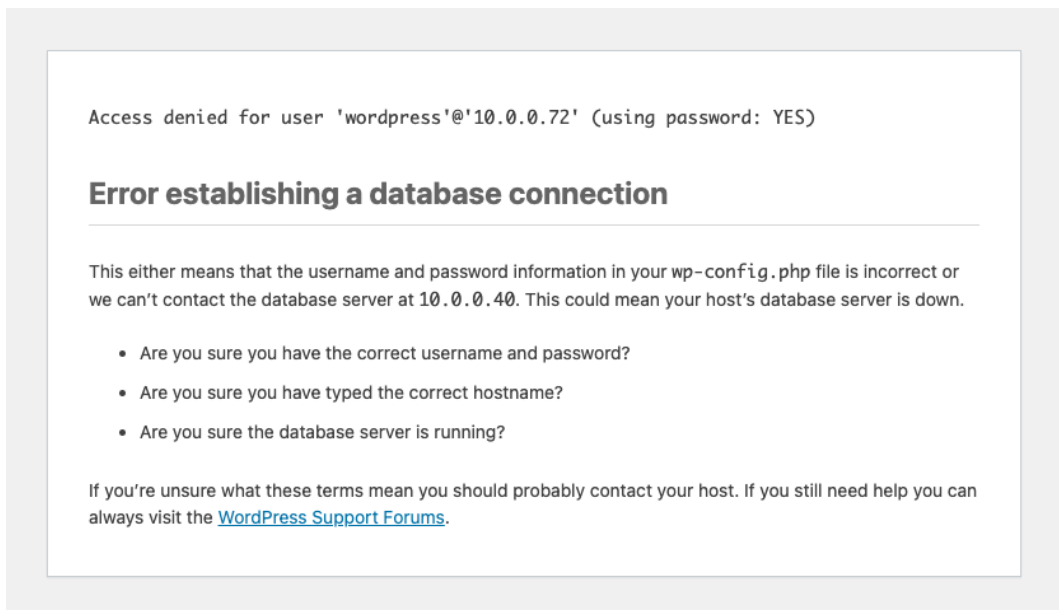 Access denied for user 'wordpress'@'10.0.0.72' (using password: YES)
Error establishing a database connection
This either means that the username and password information in your wp-config.php file is incorrect or
we can’t contact the database server at 10.0.0.40. This could mean your host’s database server is down.
• Are you sure you have the correct username and password?
• Are you sure you have typed the correct hostname?
• Are you sure the database server is running?
If you’re unsure what these terms mean you should probably contact your host. If you still need help you can
always visit the WordPress Support Forums.